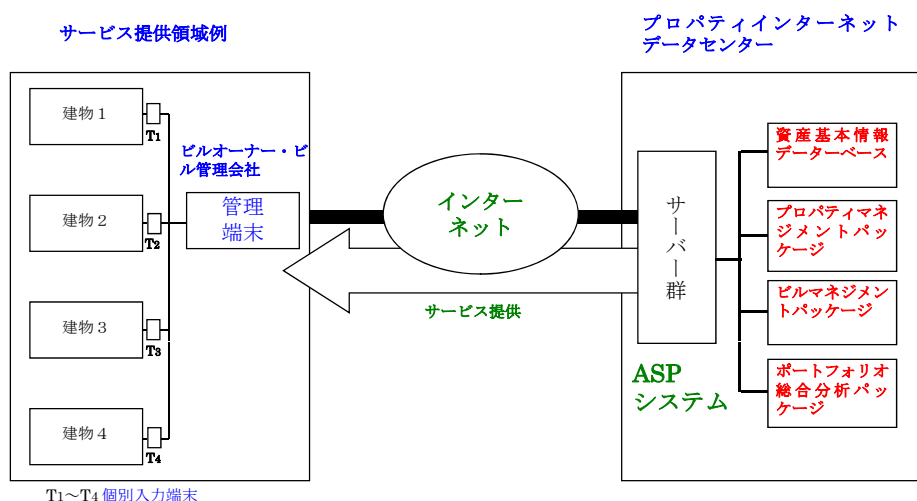 サービス提供領域例
プロパティインターネット
データセンター
建物１
T1
ビルオーナー・ビ
ル管理会社
建物２
T2
管理
端末
建物３
T3
建物４
T4
T1～T4 個別入力端末
インター
ネット
サービス提供
サーバー群
ASP
システム
資産基本情報
データーベース
プロパティマネ
ジメントパッ
ケージ
ビルマネジメン
トパッケージ
ポートフォリオ
総合分析パッ
ケージ